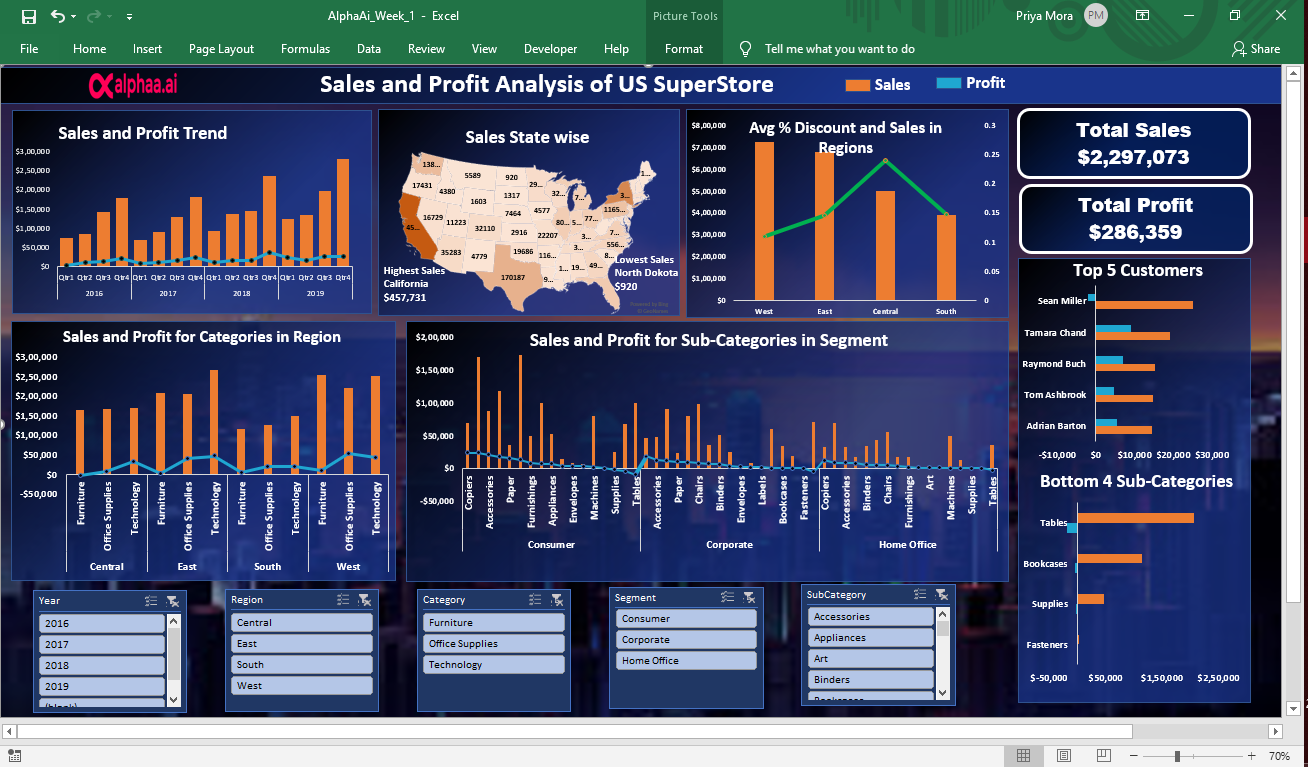 AlphaAi_Week_1 - Excel
Picture Tools
Priya Mora
PM
File Home Insert Page Layout Formulas Data Review View Developer Help Format Tell me what you want to do Share
alphaa.ai
Sales and Profit Analysis of US SuperStore
Sales
Profit
Sales and Profit Trend
$3,00,000
$2,50,000
$2,00,000
$1,50,000
$1,00,000
$50,000
$0
Qtr1 Qtr2 Qtr3 Qtr4 Qtr1 Qtr2 Qtr3 Qtr4 Qtr1 Qtr2 Qtr3 Qtr4 Qtr1 Qtr2 Qtr3 Qtr4
2016 2017 2018 2019
Sales State wise
138...
5589
920
29...
1...
17431
4380
1317
32...
7...
3...
1603
7464
4577
1165...
45...
16729
11223
32110
2916
22207
80...
5...
77...
7...
3...
556...
35283
4779
19686
116...
3...
8...
170187
1...
19...
49...
9...
Highest Sales
California
$457,731
Lowest Sales
North Dokota
$920
Avg % Discount and Sales in
Regions
$8,00,000
$7,00,000
$6,00,000
$5,00,000
$4,00,000
$3,00,000
$2,00,000
$1,00,000
$0
0.3
0.25
0.2
0.15
0.1
0.05
0
West East Central South
Total Sales
$2,297,073
Total Profit
$286,359
Top 5 Customers
Sean Miller
Tamara Chand
Raymond Buch
Tom Ashbrook
Adrian Barton
-$10,000 $0 $10,000 $20,000 $30,000
Sales and Profit for Categories in Region
$3,00,000
$2,50,000
$2,00,000
$1,50,000
$1,00,000
$50,000
$0
-$50,000
Furniture Office Supplies Technology Furniture Office Supplies Technology Furniture Office Supplies Technology Furniture Office Supplies Technology
Central East South West
Sales and Profit for Sub-Categories in Segment
$2,00,000
$1,50,000
$1,00,000
$50,000
$0
-$50,000
Copiers Accessories Paper Furnishings Appliances Envelopes Machines Supplies Tables Accessories Paper Chairs Binders Envelopes Labels Bookcases Fasteners Copiers Accessories Binders Chairs Furnishings Art Machines Supplies Tables
Consumer Corporate Home Office
Bottom 4 Sub-Categories
Tables
Bookcases
Supplies
Fasteners
$-50,000 $50,000 $1,50,000 $2,50,000
Year
2016
2017
2018
2019
(blank)
Region
Central
East
South
West
Category
Furniture
Office Supplies
Technology
Segment
Consumer
Corporate
Home Office
SubCategory
Accessories
Appliances
Art
Binders
Bookcases
70%